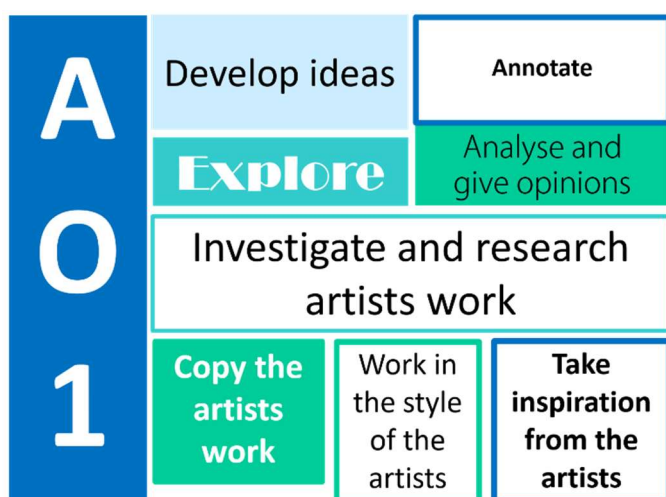 A
O
1
Develop ideas
Annotate
Explore
Analyse and
give opinions
Investigate and research
artists work
Copy the
artists
work
Work in
the style
of the
artists
Take
inspiration
from the
artists